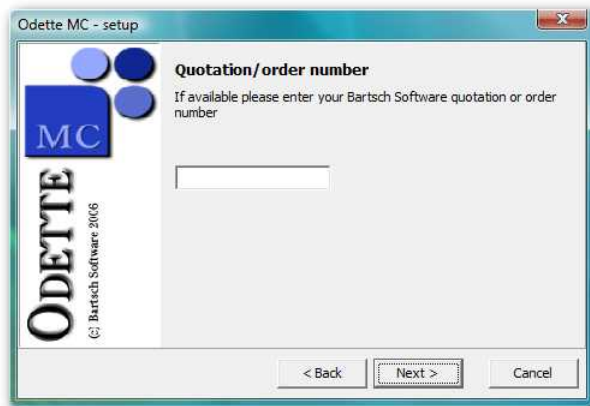 Odette MC - setup
Quotation/order number
If available please enter your Bartsch Software quotation or order
number
MC
ODETTE
(c) Bartsch Software 2006
< Back
Next >
Cancel